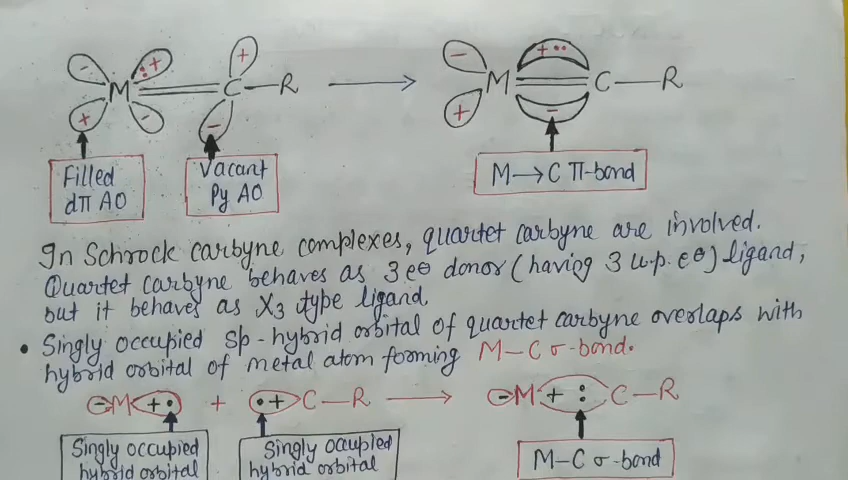 M C—R → M C—R
Filled
dπ AO
Vacant
Py AO
M→C π-bond
In Schrock carbyne complexes, quartet carbyne are involved.
Quartet carbyne behaves as 3 e⊖ donor (having 3 u.p. e⊖) ligand,
but it behaves as X₃ type ligand.
• Singly occupied sp-hybrid orbital of quartet carbyne overlaps with
hybrid orbital of metal atom forming M–C σ-bond.
⊖M + • + •+ C—R → ⊖M + : C—R
Singly occupied
hybrid orbital
Singly occupied
hybrid orbital
M–C σ-bond